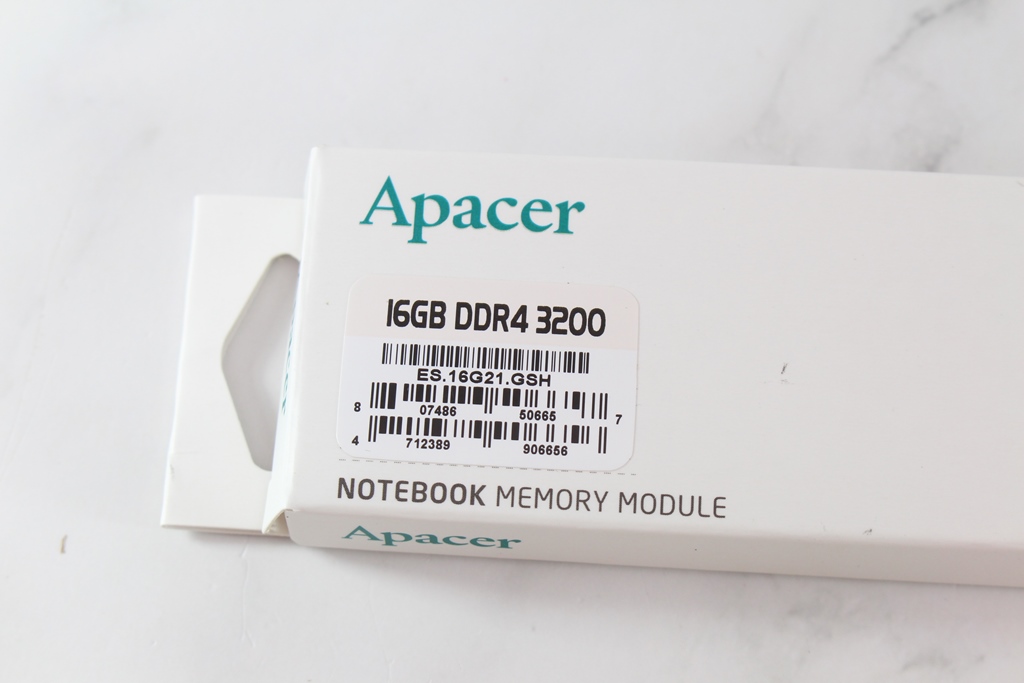 Apacer
16GB DDR4 3200
ES.16G21.GSH
8 07486 50665 7
4 712389 906656
NOTEBOOK MEMORY MODULE
Apacer